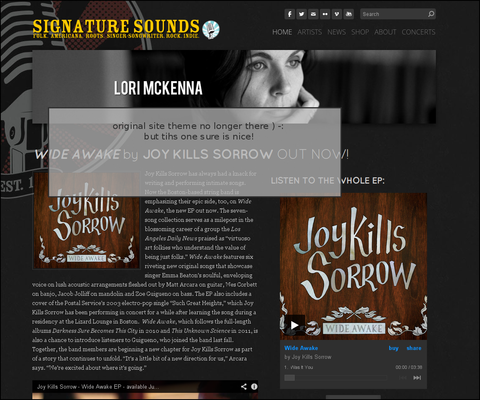 SIGNATURE SOUNDS
FOLK. AMERICANA. ROOTS. SINGER-SONGWRITER. ROCK. INDIE.
Search
HOME ARTISTS NEWS SHOP ABOUT CONCERTS
LORI MCKENNA
original site theme no longer there ) -:
but tihs one sure is nice!
WIDE AWAKE by JOY KILLS SORROW OUT NOW!
Joy Kills Sorrow has always had a knack for
writing and performing intimate songs.
Now the Boston-based string band is
emphasizing their epic side, too, on Wide
Awake, the new EP out now. The seven-
song collection serves as a milepost in the
blossoming career of a group the Los
Angeles Daily News praised as "virtuoso
art folkies who understand the value of
being just folks." Wide Awake features six
riveting new original songs that showcase
singer Emma Beaton's soulful, enveloping
voice on lush acoustic arrangements fleshed out by Matt Arcara on guitar, Wes Corbett
on banjo, Jacob Jolliff on mandolin and Zoe Guigueno on bass. The EP also includes a
cover of the Postal Service's 2003 electro-pop single "Such Great Heights," which Joy
Kills Sorrow has been performing in concert for a while after learning the song during a
residency at the Lizard Lounge in Boston. Wide Awake, which follows the full-length
albums Darkness Sure Becomes This City in 2010 and This Unknown Science in 2011, is
also a chance to introduce listeners to Guigueno, who joined the band last fall.
Together, the band members are beginning a new chapter for Joy Kills Sorrow as part
of a story that continues to unfold. "It's a little bit of a new direction for us," Arcara
says. "We're excited about where it's going."
JoyKills
SORROW
WIDE AWAKE
Joy Kills Sorrow - Wide Awake EP - available Ju...
LISTEN TO THE WHOLE EP:
JoyKills
SORROW
WIDE AWAKE
Wide Awake buy share
by Joy Kills Sorrow
1. Was It You 00:00 / 03:36
EST. 1